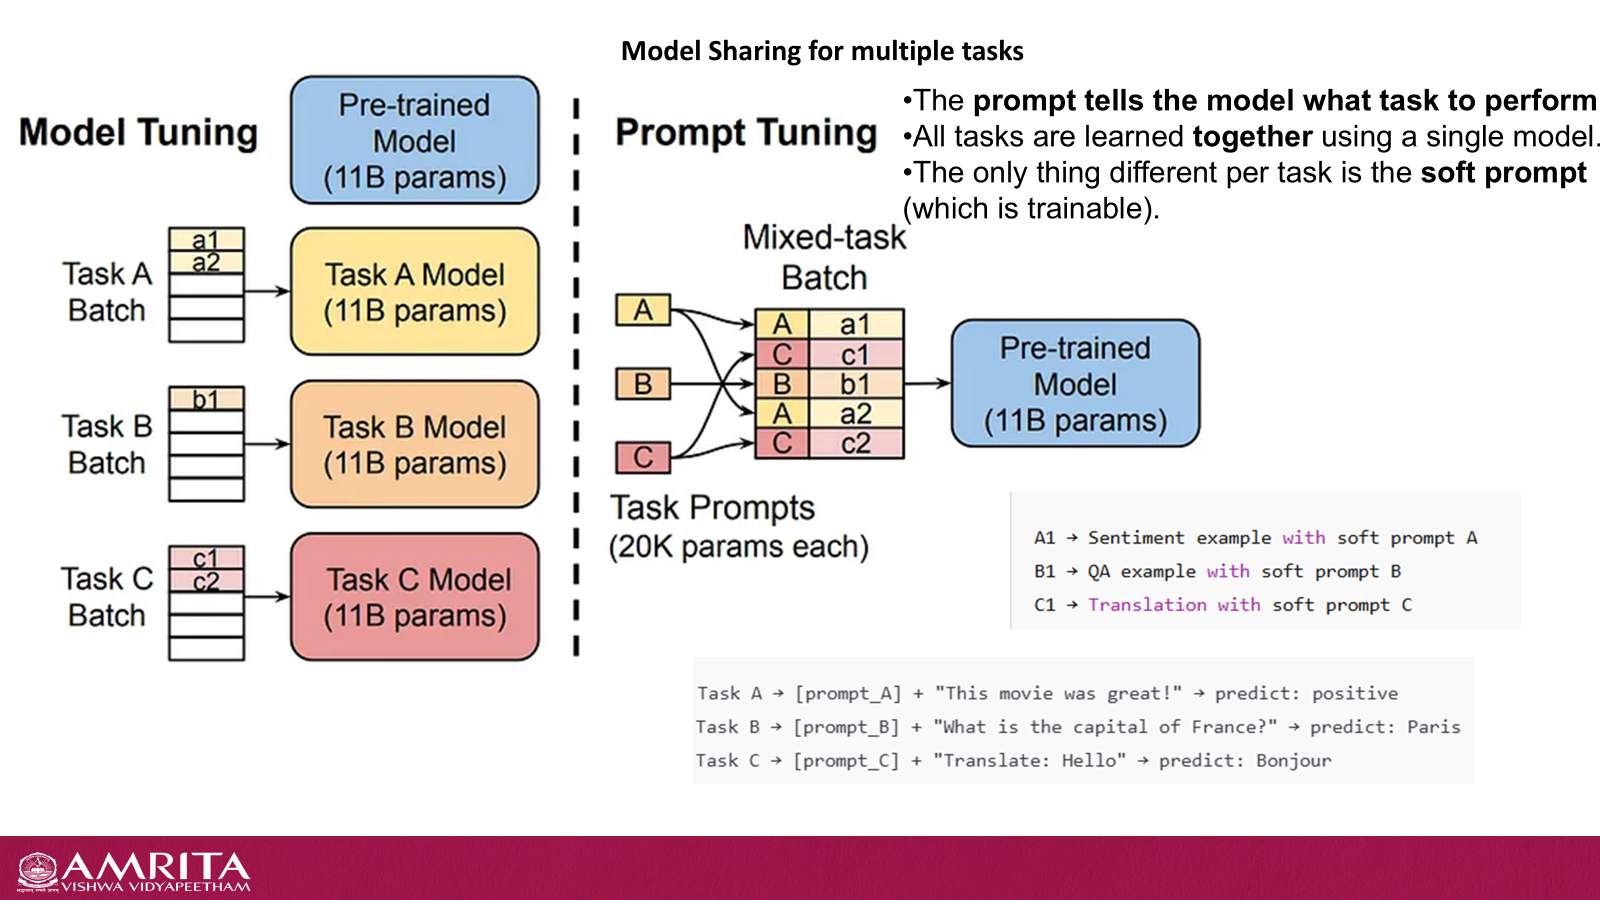 Model Sharing for multiple tasks
Model Tuning
Pre-trained
Model
(11B params)
a1
a2
Task A
Batch
Task A Model
(11B params)
b1
Task B
Batch
Task B Model
(11B params)
c1
c2
Task C
Batch
Task C Model
(11B params)
Prompt Tuning
•The prompt tells the model what task to perform
•All tasks are learned together using a single model.
•The only thing different per task is the soft prompt
(which is trainable).
Mixed-task
Batch
A
B
C
A a1
C c1
B b1
A a2
C c2
Pre-trained
Model
(11B params)
Task Prompts
(20K params each)
A1 → Sentiment example with soft prompt A
B1 → QA example with soft prompt B
C1 → Translation with soft prompt C
Task A → [prompt_A] + "This movie was great!" → predict: positive
Task B → [prompt_B] + "What is the capital of France?" → predict: Paris
Task C → [prompt_C] + "Translate: Hello" → predict: Bonjour
AMRITA
VISHWA VIDYAPEETHAM